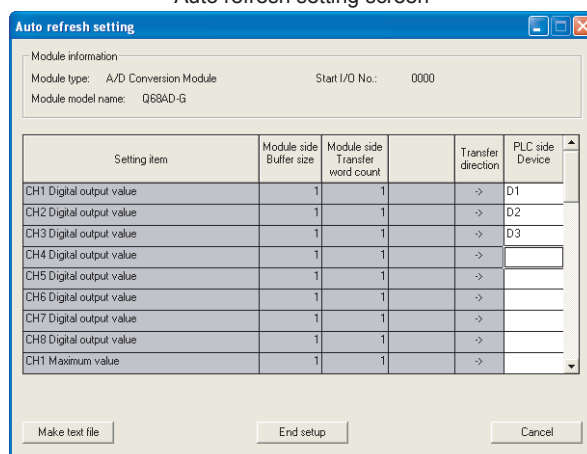 Auto refresh setting screen
Auto refresh setting
Module information
Module type: A/D Conversion Module Start I/O No.: 0000
Module model name: Q68AD-G
Setting item Module side Buffer size Module side Transfer word count Transfer direction PLC side Device
CH1 Digital output value 1 1 -> D1
CH2 Digital output value 1 1 -> D2
CH3 Digital output value 1 1 -> D3
CH4 Digital output value 1 1 ->
CH5 Digital output value 1 1 ->
CH6 Digital output value 1 1 ->
CH7 Digital output value 1 1 ->
CH8 Digital output value 1 1 ->
CH1 Maximum value 1 1 ->
Make text file End setup Cancel